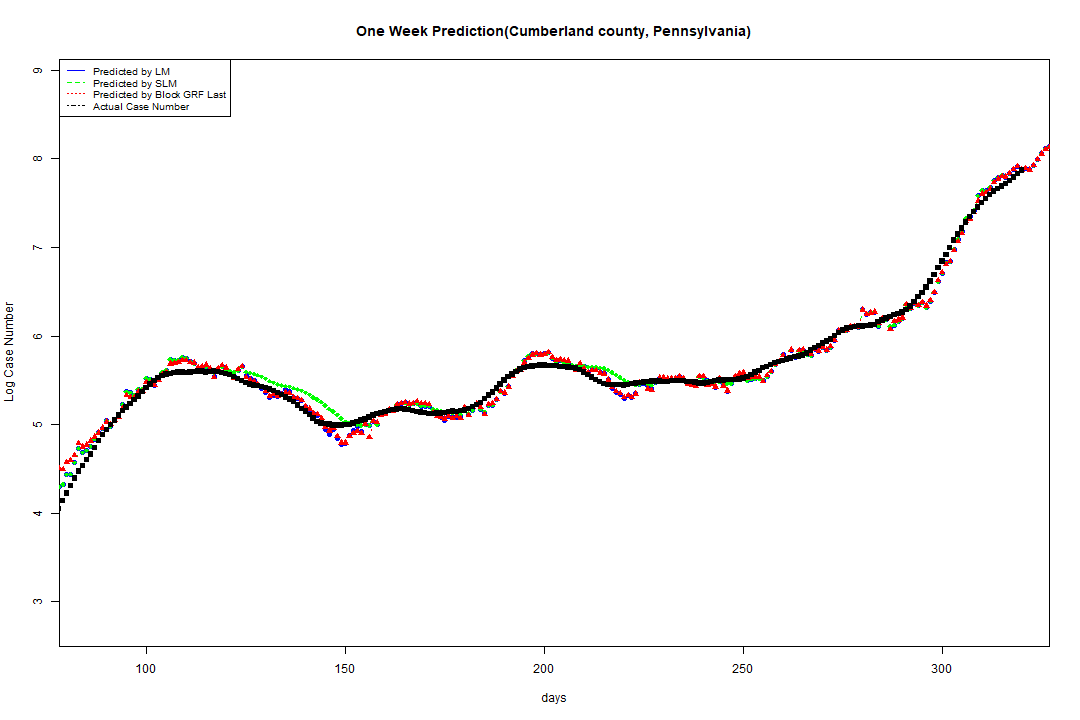 One Week Prediction(Cumberland county, Pennsylvania)
Predicted by LM
Predicted by SLM
Predicted by Block GRF Last
Actual Case Number
Log Case Number
9
8
7
6
5
4
3
100 150 200 250 300
days